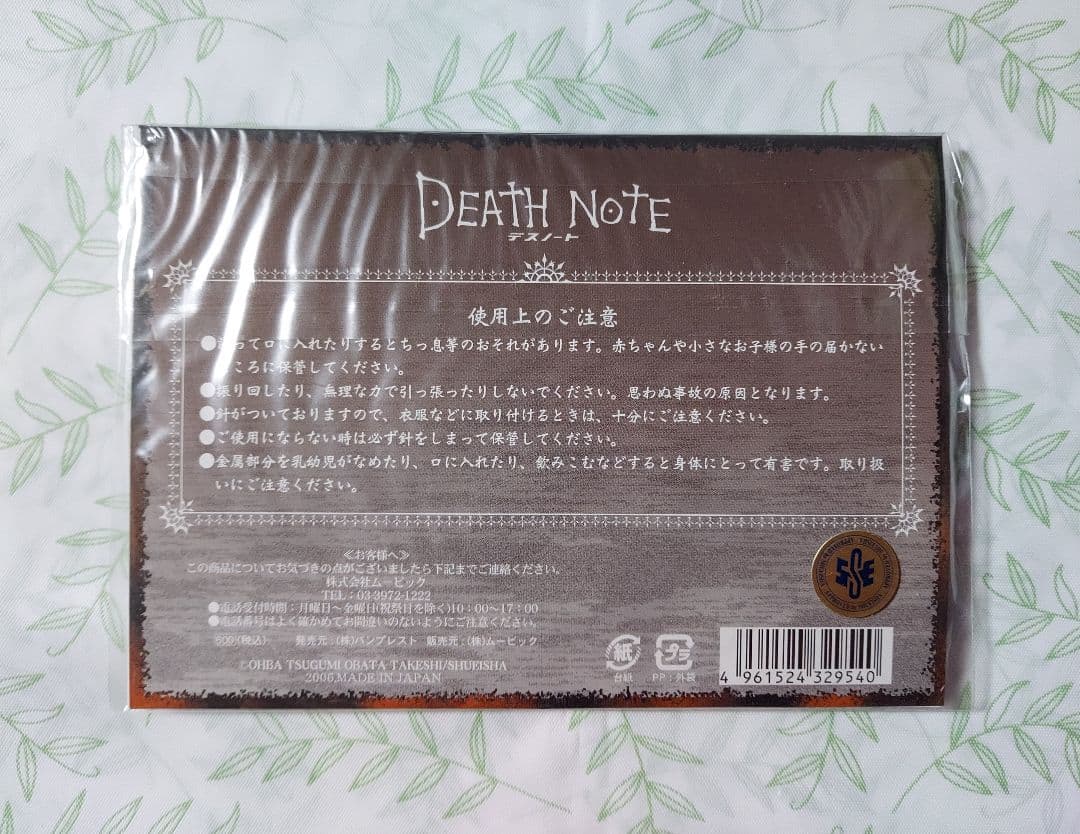 DEATH NOTE
デスノート
使用上のご注意
って口に入れたりするとちっ息等のおそれがあります。赤ちゃんや小さなお子様の手の届かない
ころに保管してください。
●振り回したり、無理な力で引っ張ったりしないでください。思わぬ事故の原因となります。
●針がついておりますので、衣服などに取り付けるときは、十分にご注意ください。
●ご使用にならない時は必ず針をしまって保管してください。
●金属部分を乳幼児がなめたり、口に入れたり、飲みこむなどすると身体にとって有害です。取り扱
いにご注意ください。
≪お客様へ≫
この商品についてお気づきの点がございましたら下記までご連絡ください。
株式会社ムービック
TEL:03-3972-1222
●電話受付時間:月曜日~金曜日(祝祭日を除く)10:00~17:00
●電話番号はよく確かめてお間違いのないようにご注意ください。
600(税込) 発売元:(株)バンプレスト 販売元:(株)ムービック
©OHBA TSUGUMI OBATA TAKESHI/SHUEISHA
2006,MADE IN JAPAN
紙
台紙
プラ
PP:外袋
4 961524 329540